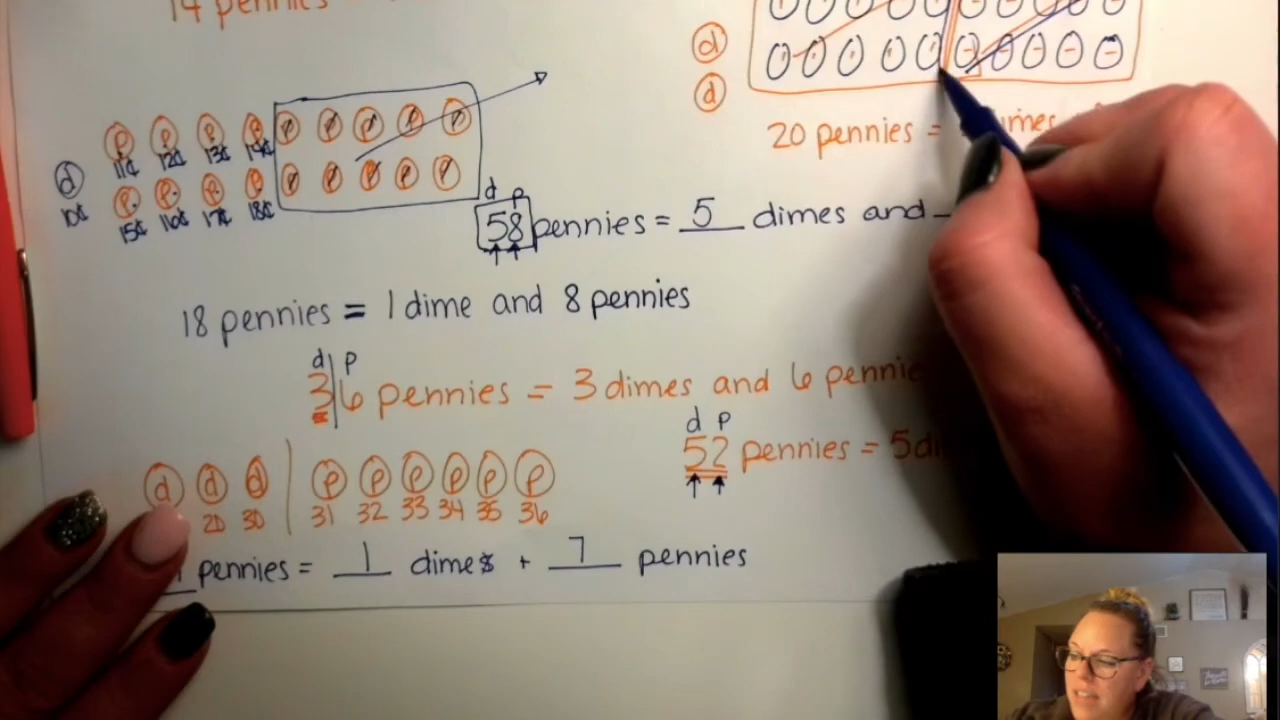 14 pennies =
d
d
20 pennies =
p p p p
11¢ 12¢ 13¢ 14¢
d
10¢
p p p p
15¢ 16¢ 17¢ 18¢
d p
58 pennies = 5 dimes and
18 pennies = 1 dime and 8 pennies
d p
36 pennies = 3 dimes and 6 pennie
d p
52 pennies = 5 di
d d d p p p p p p
20 30 31 32 33 34 35 36
pennies = 1 dimes + 7 pennies